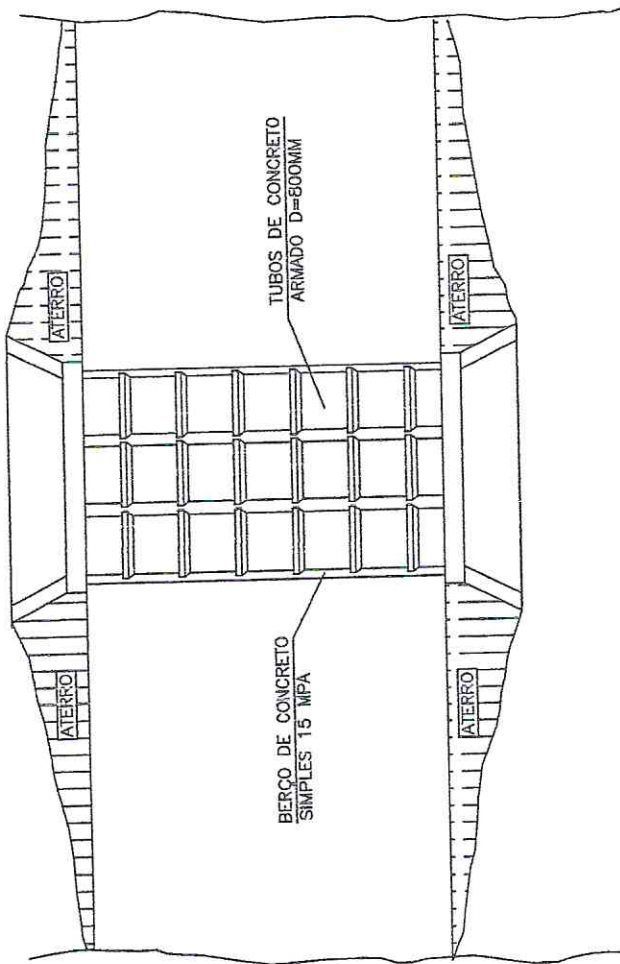 ATERRO
ATERRO
TUBOS DE CONCRETO
ARMADO D=800MM
BERÇO DE CONCRETO
SIMPLES 15 MPA
ATERRO
ATERRO